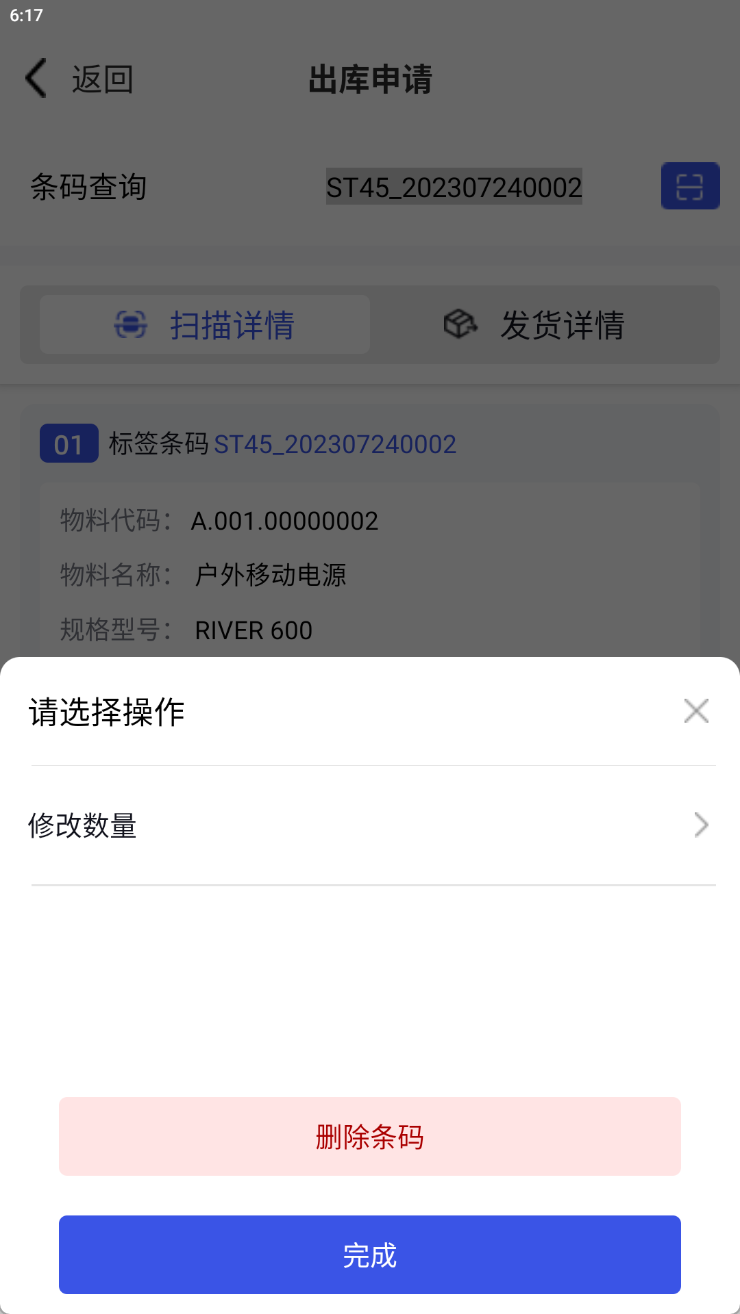 6:17
返回
出库申请
条码查询 ST45_202307240002
扫描详情 发货详情
01 标签条码 ST45_202307240002
物料代码： A.001.00000002
物料名称： 户外移动电源
规格型号： RIVER 600
请选择操作
修改数量
删除条码
完成